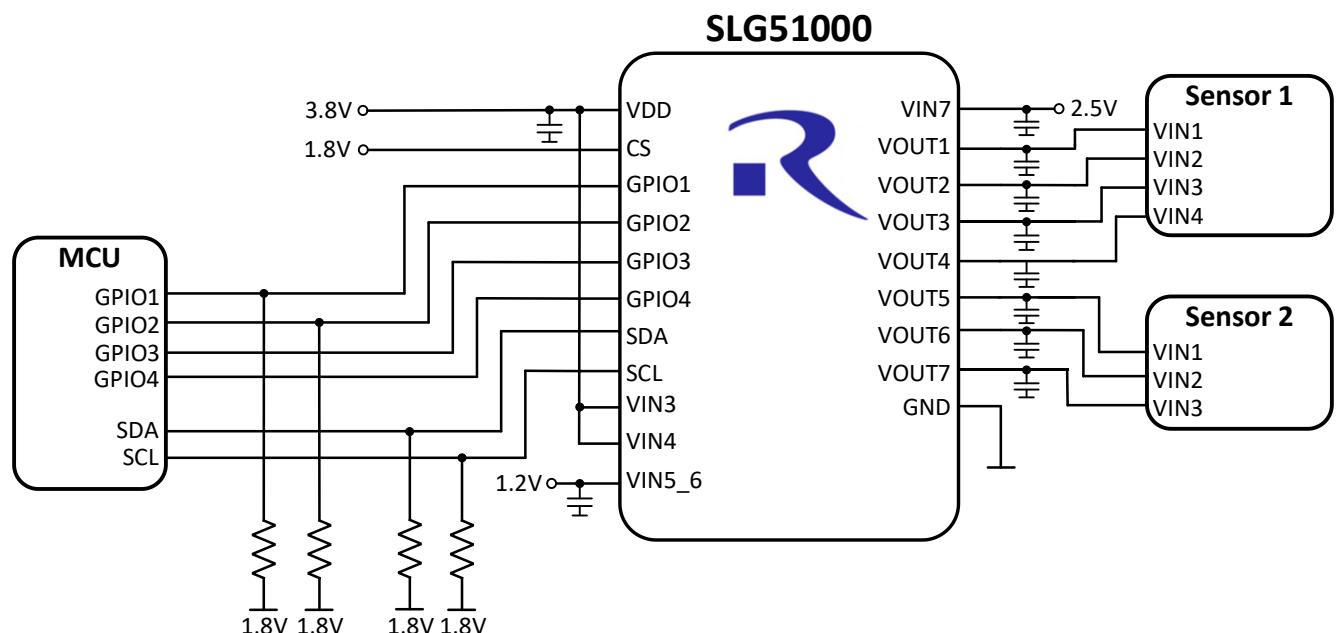 SLG51000
3.8V
1.8V
VDD
CS
GPIO1
GPIO2
GPIO3
GPIO4
SDA
SCL
VIN3
VIN4
1.2V
VIN5_6
VIN7
VOUT1
VOUT2
VOUT3
VOUT4
VOUT5
VOUT6
VOUT7
GND
2.5V
Sensor 1
VIN1
VIN2
VIN3
VIN4
Sensor 2
VIN1
VIN2
VIN3
MCU
GPIO1
GPIO2
GPIO3
GPIO4
SDA
SCL
1.8V 1.8V 1.8V 1.8V